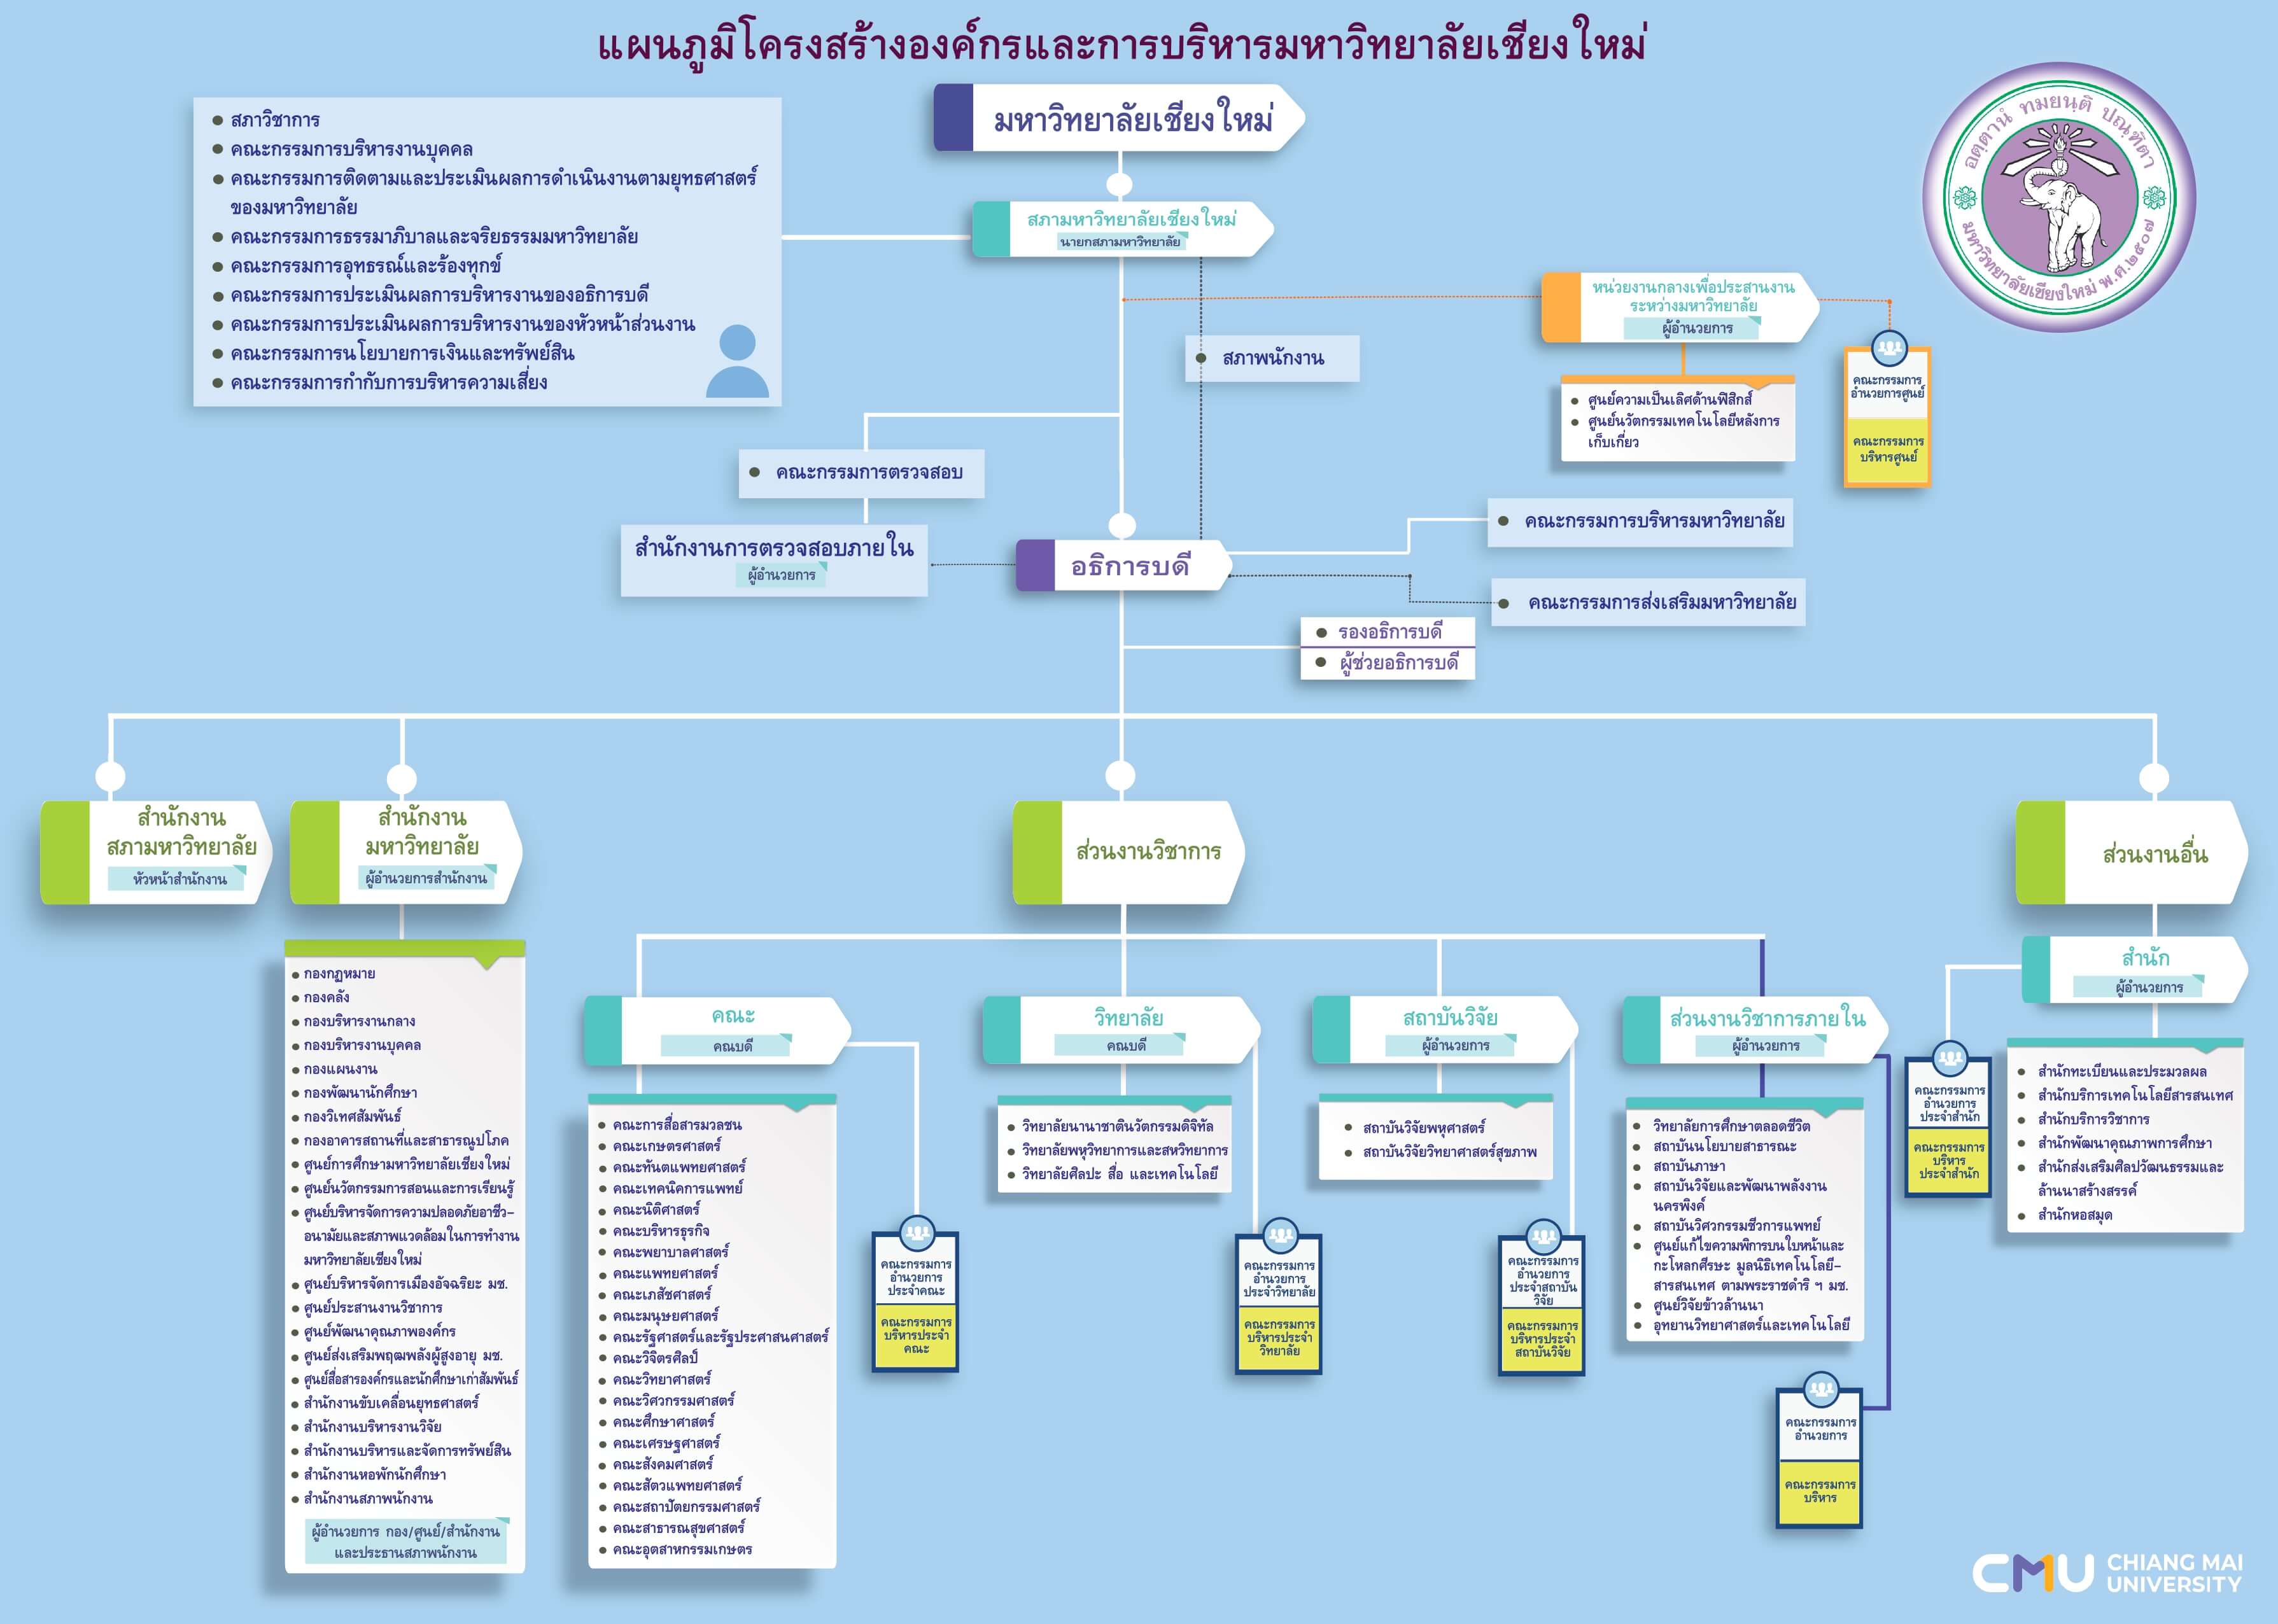 แผนภูมิโครงสร้างองค์กรและการบริหารมหาวิทยาลัยเชียงใหม่
มหาวิทยาลัยเชียงใหม่
อตฺตานํ ทมยนฺติ ปณฺฑิตา
มหาวิทยาลัยเชียงใหม่ พ.ศ.๒๕๐๗
สภาวิชาการ
คณะกรรมการบริหารงานบุคคล
คณะกรรมการติดตามและประเมินผลการดำเนินงานตามยุทธศาสตร์
ของมหาวิทยาลัย
คณะกรรมการธรรมาภิบาลและจริยธรรมมหาวิทยาลัย
คณะกรรมการอุทธรณ์และร้องทุกข์
คณะกรรมการประเมินผลการบริหารงานของอธิการบดี
คณะกรรมการประเมินผลการบริหารงานของหัวหน้าส่วนงาน
คณะกรรมการนโยบายการเงินและทรัพย์สิน
คณะกรรมการกำกับการบริหารความเสี่ยง
สภามหาวิทยาลัยเชียงใหม่
นายกสภามหาวิทยาลัย
หน่วยงานกลางเพื่อประสานงาน
ระหว่างมหาวิทยาลัย
ผู้อำนวยการ
ศูนย์ความเป็นเลิศด้านฟิสิกส์
ศูนย์นวัตกรรมเทคโนโลยีหลังการ
เก็บเกี่ยว
คณะกรรมการ
อำนวยการศูนย์
คณะกรรมการ
บริหารศูนย์
สภาพนักงาน
คณะกรรมการตรวจสอบ
สำนักงานการตรวจสอบภายใน
ผู้อำนวยการ
อธิการบดี
คณะกรรมการบริหารมหาวิทยาลัย
คณะกรรมการส่งเสริมมหาวิทยาลัย
รองอธิการบดี
ผู้ช่วยอธิการบดี
สำนักงาน
สภามหาวิทยาลัย
หัวหน้าสำนักงาน
สำนักงาน
มหาวิทยาลัย
ผู้อำนวยการสำนักงาน
กองกฎหมาย
กองคลัง
กองบริหารงานกลาง
กองบริหารงานบุคคล
กองแผนงาน
กองพัฒนานักศึกษา
กองวิเทศสัมพันธ์
กองอาคารสถานที่และสาธารณูปโภค
ศูนย์การศึกษามหาวิทยาลัยเชียงใหม่
ศูนย์นวัตกรรมการสอนและการเรียนรู้
ศูนย์บริหารจัดการความปลอดภัยอาชีว-
อนามัยและสภาพแวดล้อมในการทำงาน
มหาวิทยาลัยเชียงใหม่
ศูนย์บริหารจัดการเมืองอัจฉริยะ มช.
ศูนย์ประสานงานวิชาการ
ศูนย์พัฒนาคุณภาพองค์กร
ศูนย์ส่งเสริมพฤฒพลังผู้สูงอายุ มช.
ศูนย์สื่อสารองค์กรและนักศึกษาเก่าสัมพันธ์
สำนักงานขับเคลื่อนยุทธศาสตร์
สำนักงานบริหารงานวิจัย
สำนักงานบริหารและจัดการทรัพย์สิน
สำนักงานหอพักนักศึกษา
สำนักงานสภาพนักงาน
ผู้อำนวยการ กอง/ศูนย์/สำนักงาน
และประธานสภาพนักงาน
ส่วนงานวิชาการ
คณะ
คณบดี
คณะการสื่อสารมวลชน
คณะเกษตรศาสตร์
คณะทันตแพทยศาสตร์
คณะเทคนิคการแพทย์
คณะนิติศาสตร์
คณะบริหารธุรกิจ
คณะพยาบาลศาสตร์
คณะแพทยศาสตร์
คณะเภสัชศาสตร์
คณะมนุษยศาสตร์
คณะรัฐศาสตร์และรัฐประศาสนศาสตร์
คณะวิจิตรศิลป์
คณะวิทยาศาสตร์
คณะวิศวกรรมศาสตร์
คณะศึกษาศาสตร์
คณะเศรษฐศาสตร์
คณะสังคมศาสตร์
คณะสัตวแพทยศาสตร์
คณะสถาปัตยกรรมศาสตร์
คณะสาธารณสุขศาสตร์
คณะอุตสาหกรรมเกษตร
คณะกรรมการ
อำนวยการ
ประจำคณะ
คณะกรรมการ
บริหารประจำ
คณะ
วิทยาลัย
คณบดี
วิทยาลัยนานาชาตินวัตกรรมดิจิทัล
วิทยาลัยพหุวิทยาการและสหวิทยาการ
วิทยาลัยศิลปะ สื่อ และเทคโนโลยี
คณะกรรมการ
อำนวยการ
ประจำวิทยาลัย
คณะกรรมการ
บริหารประจำ
วิทยาลัย
สถาบันวิจัย
ผู้อำนวยการ
สถาบันวิจัยพหุศาสตร์
สถาบันวิจัยวิทยาศาสตร์สุขภาพ
คณะกรรมการ
อำนวยการ
ประจำสถาบัน
วิจัย
คณะกรรมการ
บริหารประจำ
สถาบันวิจัย
ส่วนงานวิชาการภายใน
ผู้อำนวยการ
วิทยาลัยการศึกษาตลอดชีวิต
สถาบันนโยบายสาธารณะ
สถาบันภาษา
สถาบันวิจัยและพัฒนาพลังงาน
นครพิงค์
สถาบันวิศวกรรมชีวการแพทย์
ศูนย์แก้ไขความพิการบนใบหน้าและ
กะโหลกศีรษะ มูลนิธิเทคโนโลยี-
สารสนเทศ ตามพระราชดำริ ฯ มช.
ศูนย์วิจัยข้าวล้านนา
อุทยานวิทยาศาสตร์และเทคโนโลยี
คณะกรรมการ
อำนวยการ
คณะกรรมการ
บริหาร
ส่วนงานอื่น
สำนัก
ผู้อำนวยการ
คณะกรรมการ
อำนวยการ
ประจำสำนัก
คณะกรรมการ
บริหาร
ประจำสำนัก
สำนักทะเบียนและประมวลผล
สำนักบริการเทคโนโลยีสารสนเทศ
สำนักบริการวิชาการ
สำนักพัฒนาคุณภาพการศึกษา
สำนักส่งเสริมศิลปวัฒนธรรมและ
ล้านนาสร้างสรรค์
สำนักหอสมุด
CMU CHIANG MAI
UNIVERSITY